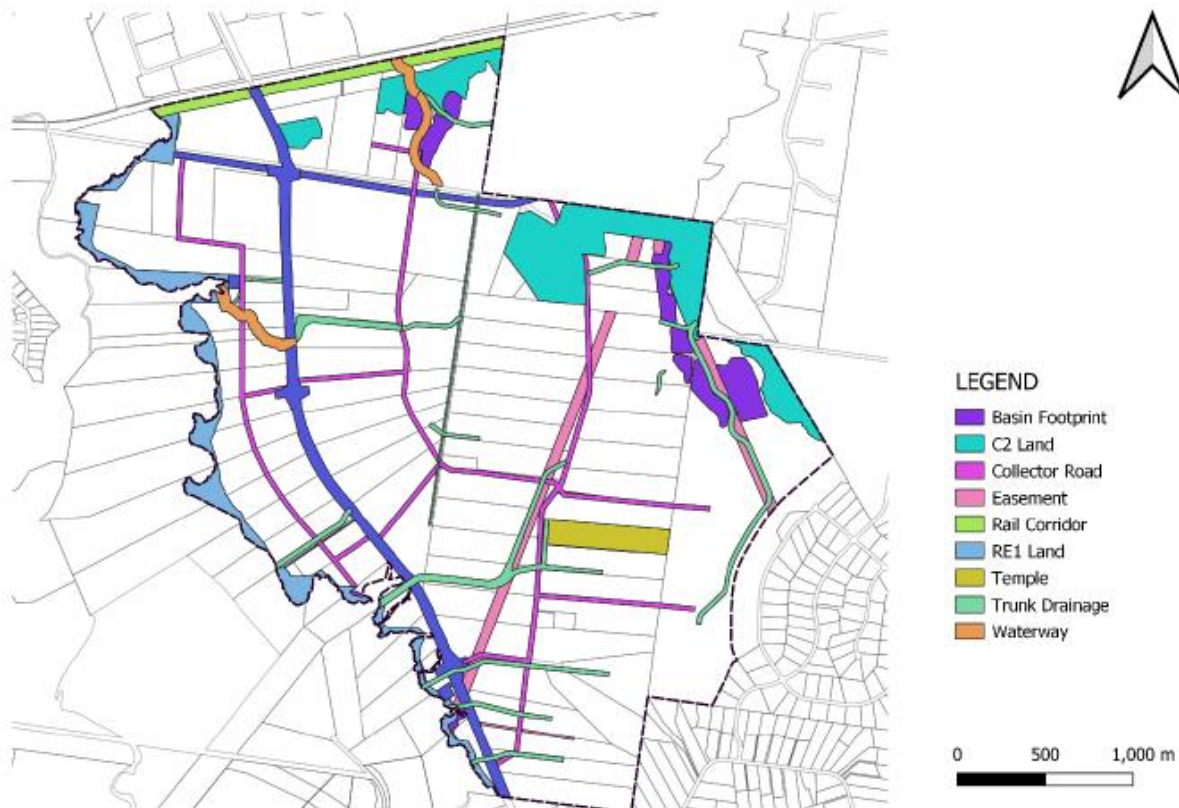 LEGEND
Basin Footprint
C2 Land
Collector Road
Easement
Rail Corridor
RE1 Land
Temple
Trunk Drainage
Waterway
0 500 1,000 m